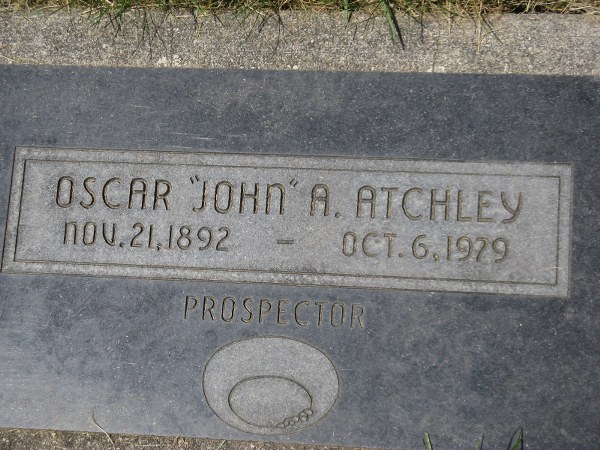 OSCAR "JOHN" A. ATCHLEY
NOV. 21, 1892 – OCT. 6, 1979
PROSPECTOR